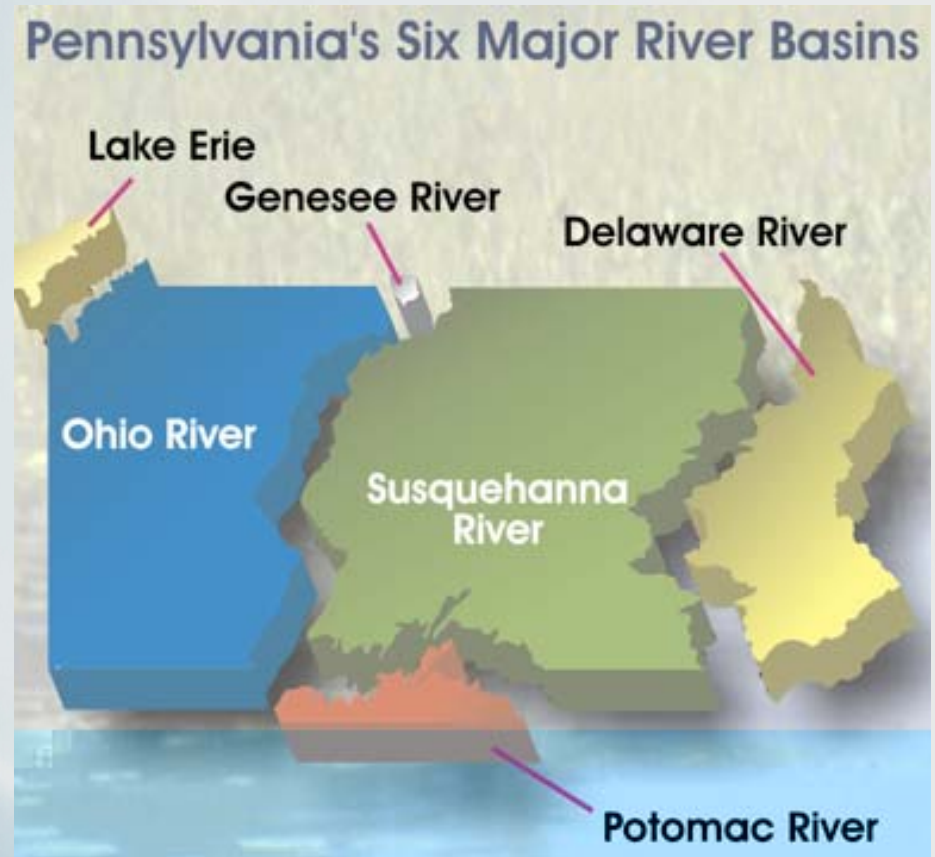 Pennsylvania's Six Major River Basins
Lake Erie
Genesee River
Delaware River
Ohio River
Susquehanna
River
Potomac River